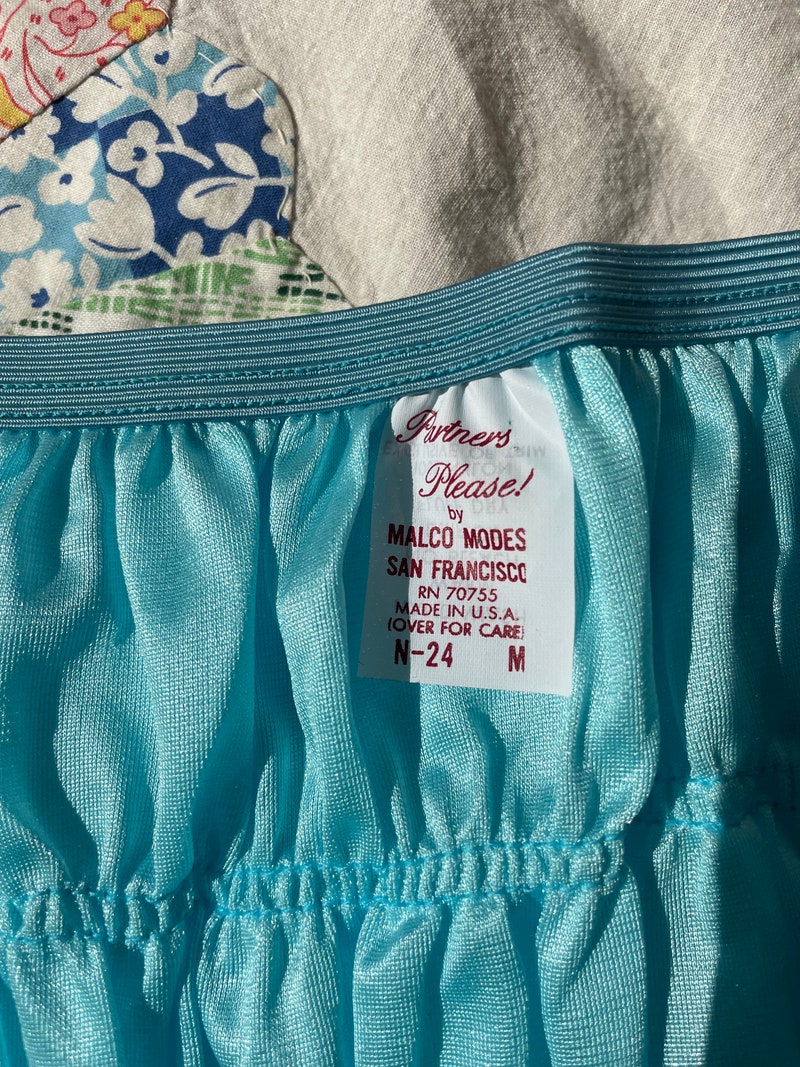 Partners
Please!
by
MALCO MODES
SAN FRANCISCO
RN 70755
MADE IN U.S.A.
(OVER FOR CARE)
N-24 M